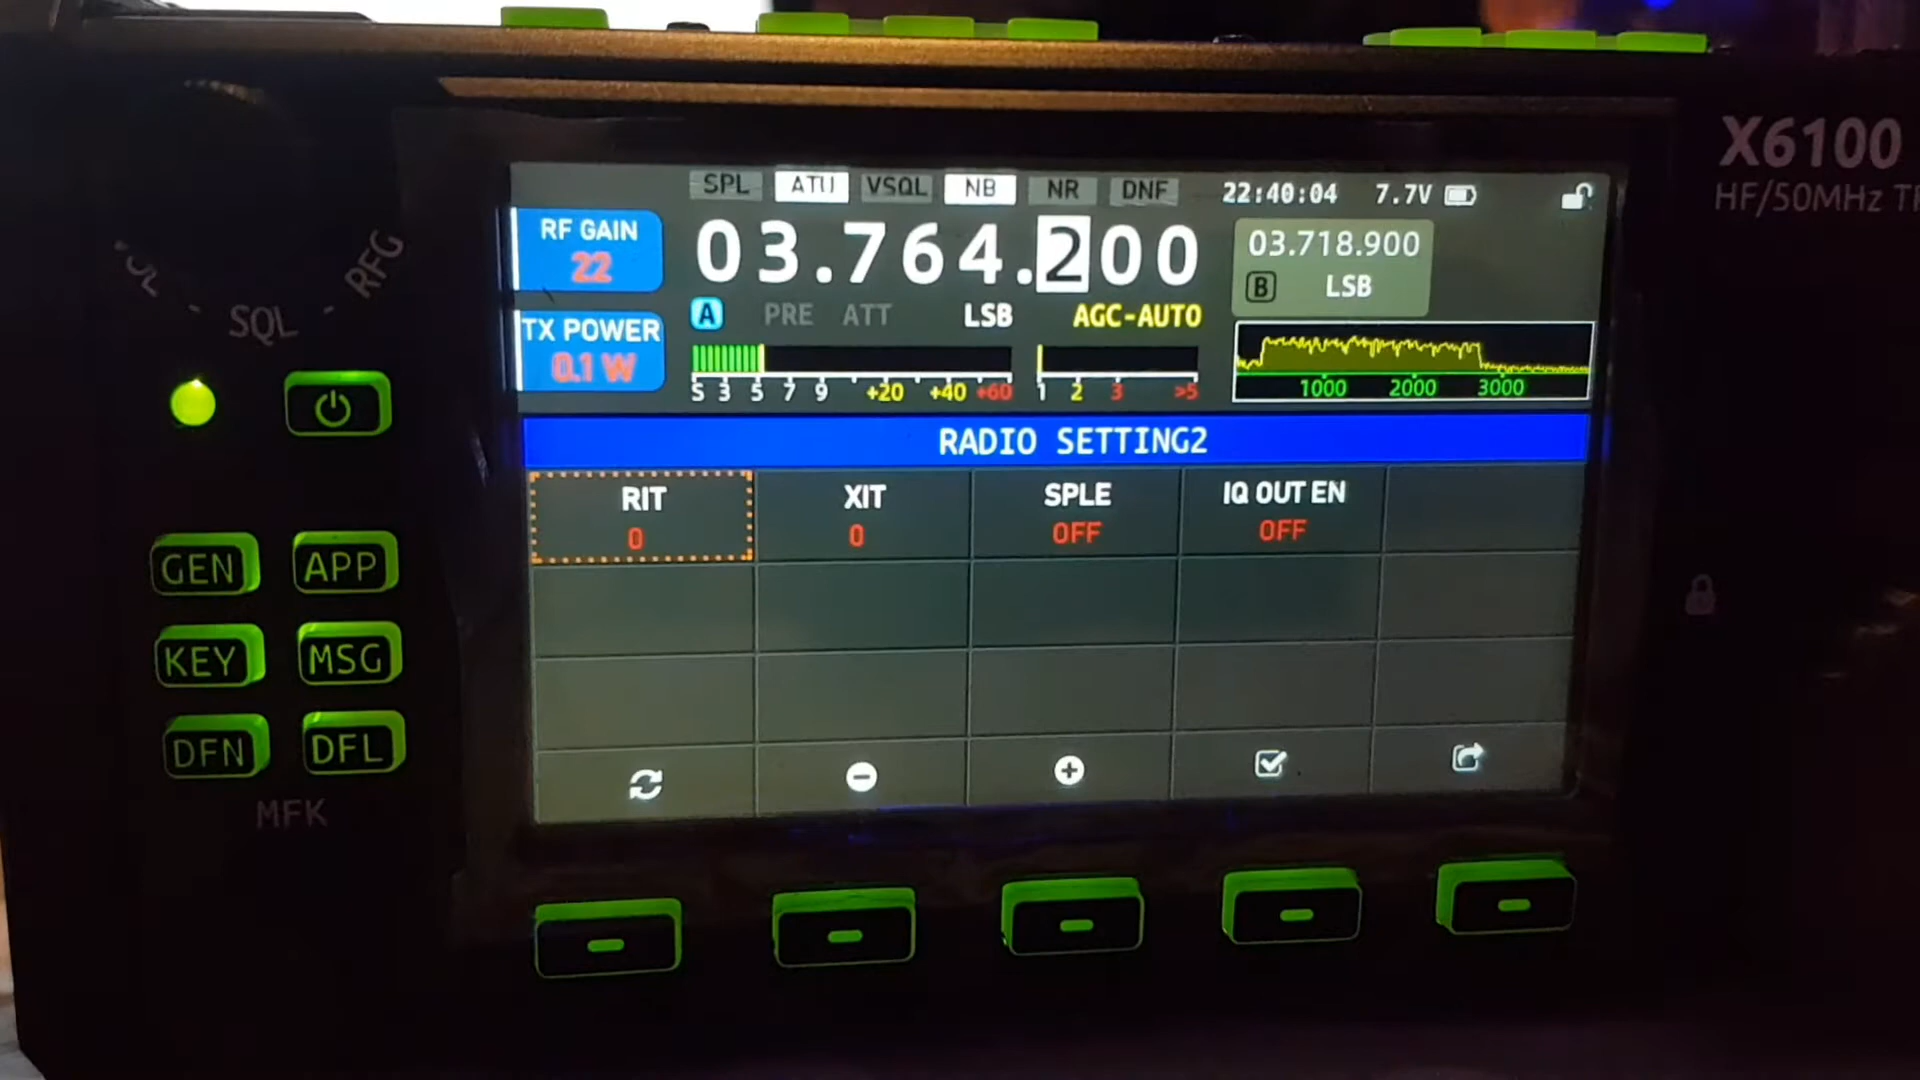 X6100
HF/50MHz
RFG
SQL
SPL ATU VSQL NB NR DNF 22:40:04 7.7V
RF GAIN
22
03.764.200
03.718.900
B LSB
A PRE ATT LSB AGC-AUTO
TX POWER
0.1 W
S 3 5 7 9 +20 +40 +60
1 2 3 >5
1000 2000 3000
RADIO SETTING2
RIT XIT SPLE IQ OUT EN
0 0 OFF OFF
GEN APP
KEY MSG
DFN DFL
MFK